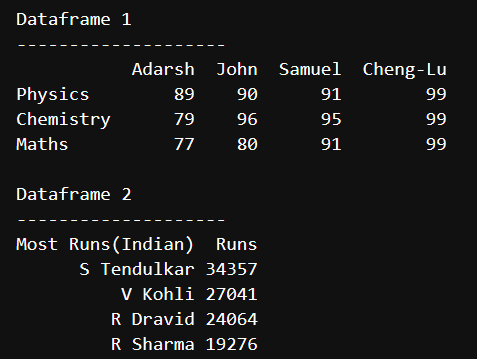 Dataframe 1
--------------------
Adarsh John Samuel Cheng-Lu
Physics 89 90 91 99
Chemistry 79 96 95 99
Maths 77 80 91 99
Dataframe 2
--------------------
Most Runs(Indian) Runs
S Tendulkar 34357
V Kohli 27041
R Dravid 24064
R Sharma 19276